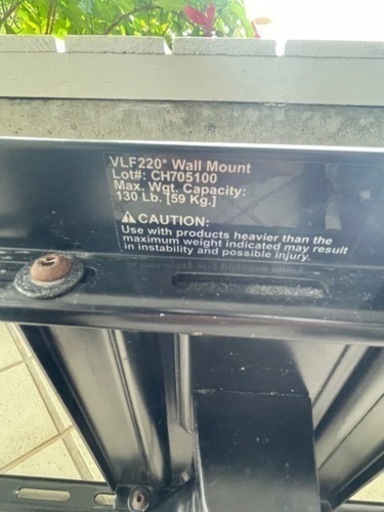 VLF220* Wall Mount
Lot#: CH705100
Max. Wgt. Capacity:
130 Lb. [59 Kg.]
⚠CAUTION:
Use with products heavier than the
maximum weight indicated may result
in instability and possible injury.